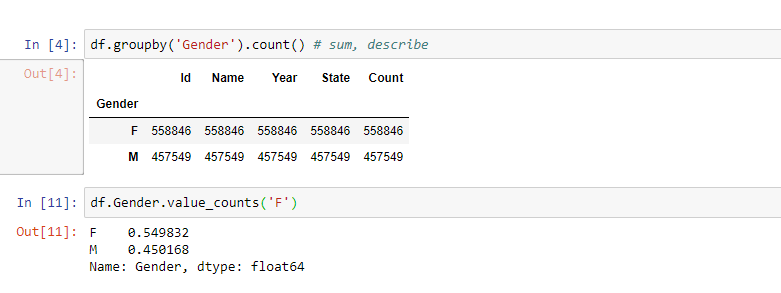 In [4]: df.groupby('Gender').count() # sum, describe
Out[4]:
Id Name Year State Count
Gender
F 558846 558846 558846 558846 558846
M 457549 457549 457549 457549 457549
In [11]: df.Gender.value_counts('F')
Out[11]: F 0.549832
M 0.450168
Name: Gender, dtype: float64